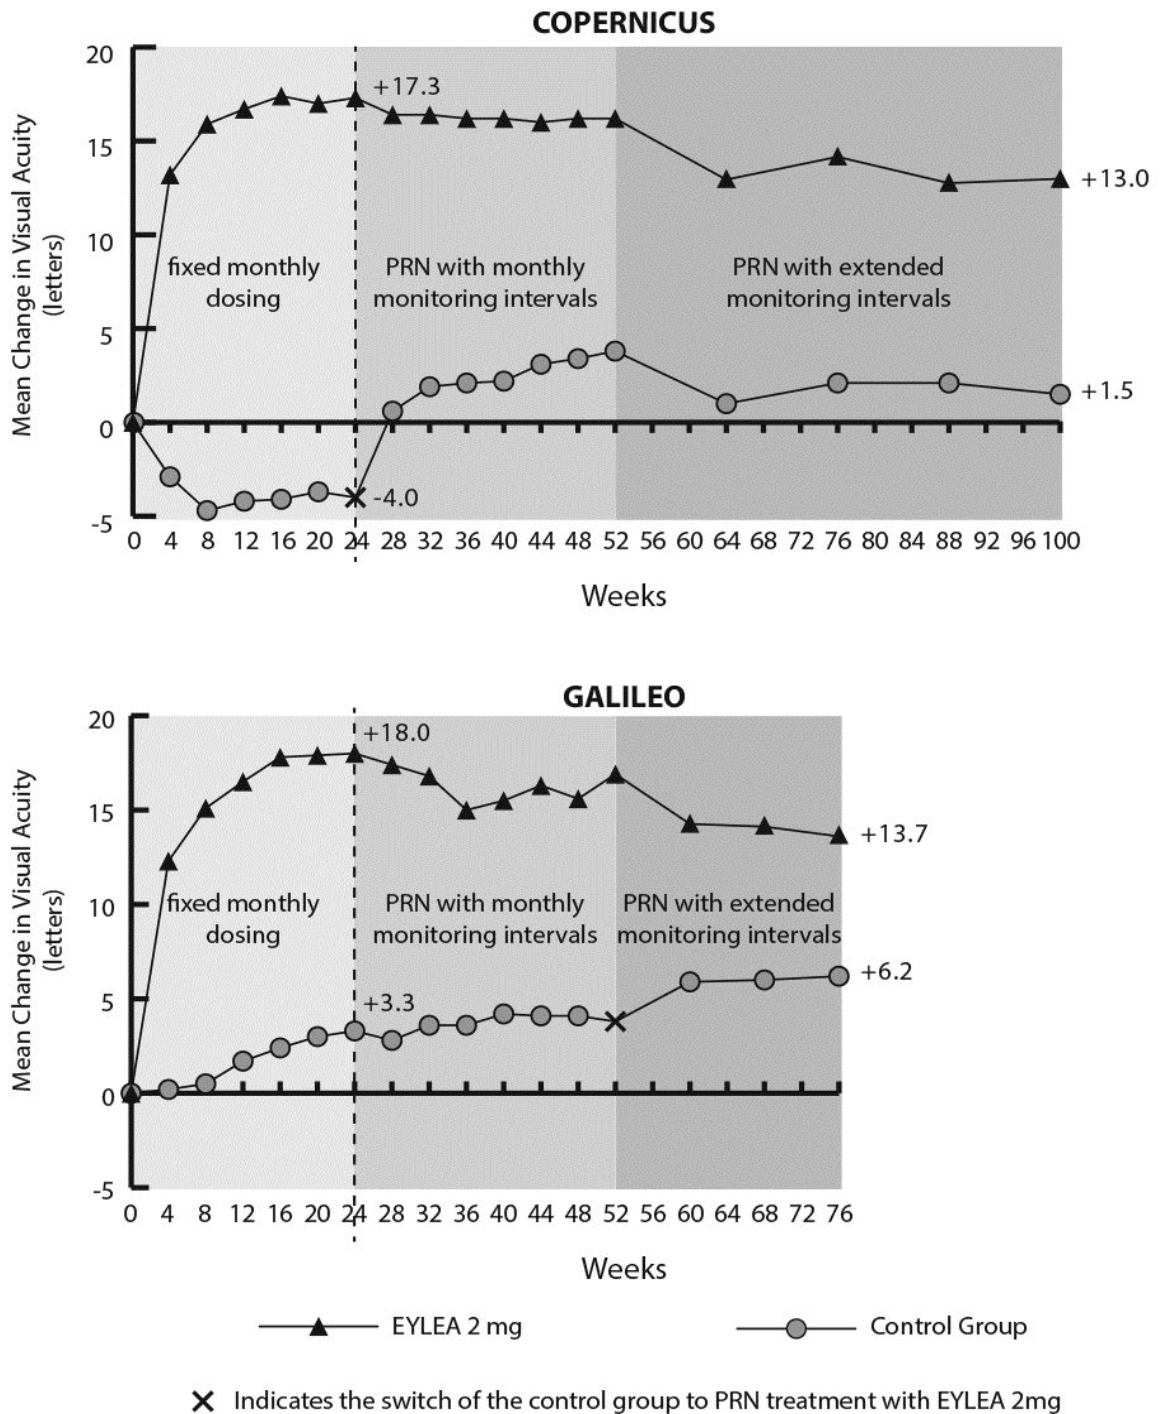 COPERNICUS
Mean Change in Visual Acuity
(letters)
20
15
10
5
0
-5
+17.3
+13.0
fixed monthly
dosing
PRN with monthly
monitoring intervals
PRN with extended
monitoring intervals
+1.5
-4.0
0 4 8 12 16 20 24 28 32 36 40 44 48 52 56 60 64 68 72 76 80 84 88 92 96 100
Weeks
GALILEO
Mean Change in Visual Acuity
(letters)
20
15
10
5
0
-5
+18.0
+13.7
fixed monthly
dosing
PRN with monthly
monitoring intervals
PRN with extended
monitoring intervals
+3.3
+6.2
0 4 8 12 16 20 24 28 32 36 40 44 48 52 56 60 64 68 72 76
Weeks
EYLEA 2 mg
Control Group
Indicates the switch of the control group to PRN treatment with EYLEA 2mg